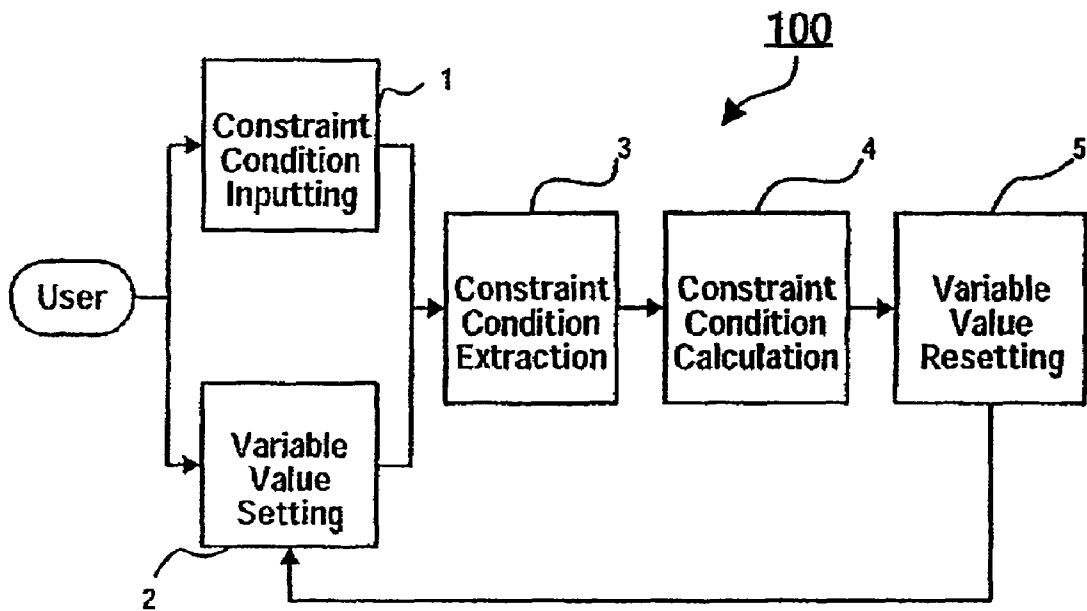 100
1
Constraint
Condition
Inputting
3
4
5
User
Constraint
Condition
Extraction
Constraint
Condition
Calculation
Variable
Value
Resetting
Variable
Value
Setting
2